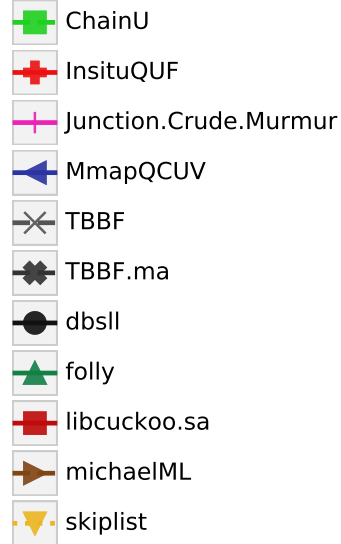 ChainU
InsituQUF
Junction.Crude.Murmur
MmapQCUV
TBBF
TBBF.ma
dbsll
folly
libcuckoo.sa
michaelML
skiplist